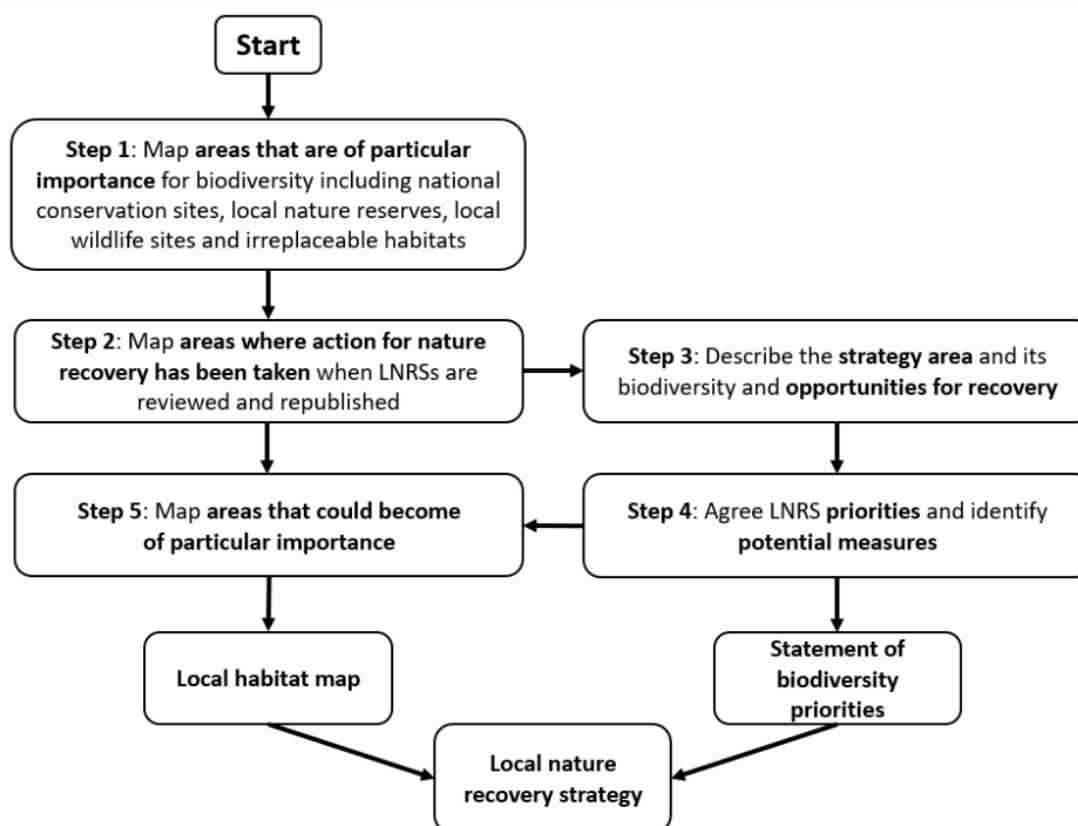 Start
Step 1: Map areas that are of particular
importance for biodiversity including national
conservation sites, local nature reserves, local
wildlife sites and irreplaceable habitats
Step 2: Map areas where action for nature
recovery has been taken when LNRSs are
reviewed and republished
Step 3: Describe the strategy area and its
biodiversity and opportunities for recovery
Step 4: Agree LNRS priorities and identify
potential measures
Step 5: Map areas that could become
of particular importance
Local habitat map
Statement of
biodiversity
priorities
Local nature
recovery strategy